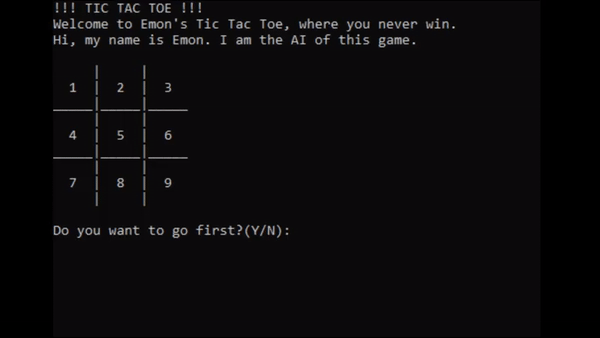 !!! TIC TAC TOE !!!
Welcome to Emon's Tic Tac Toe, where you never win.
Hi, my name is Emon. I am the AI of this game.
1 2 3
4 5 6
7 8 9
Do you want to go first?(Y/N):